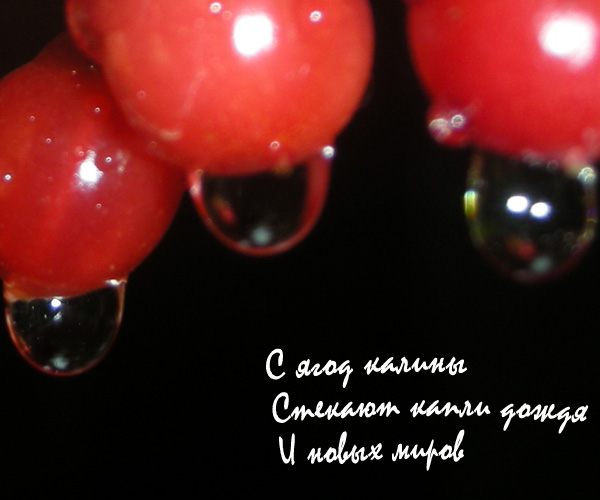 С ягод калины
Стекают капли дождя
И новых миров